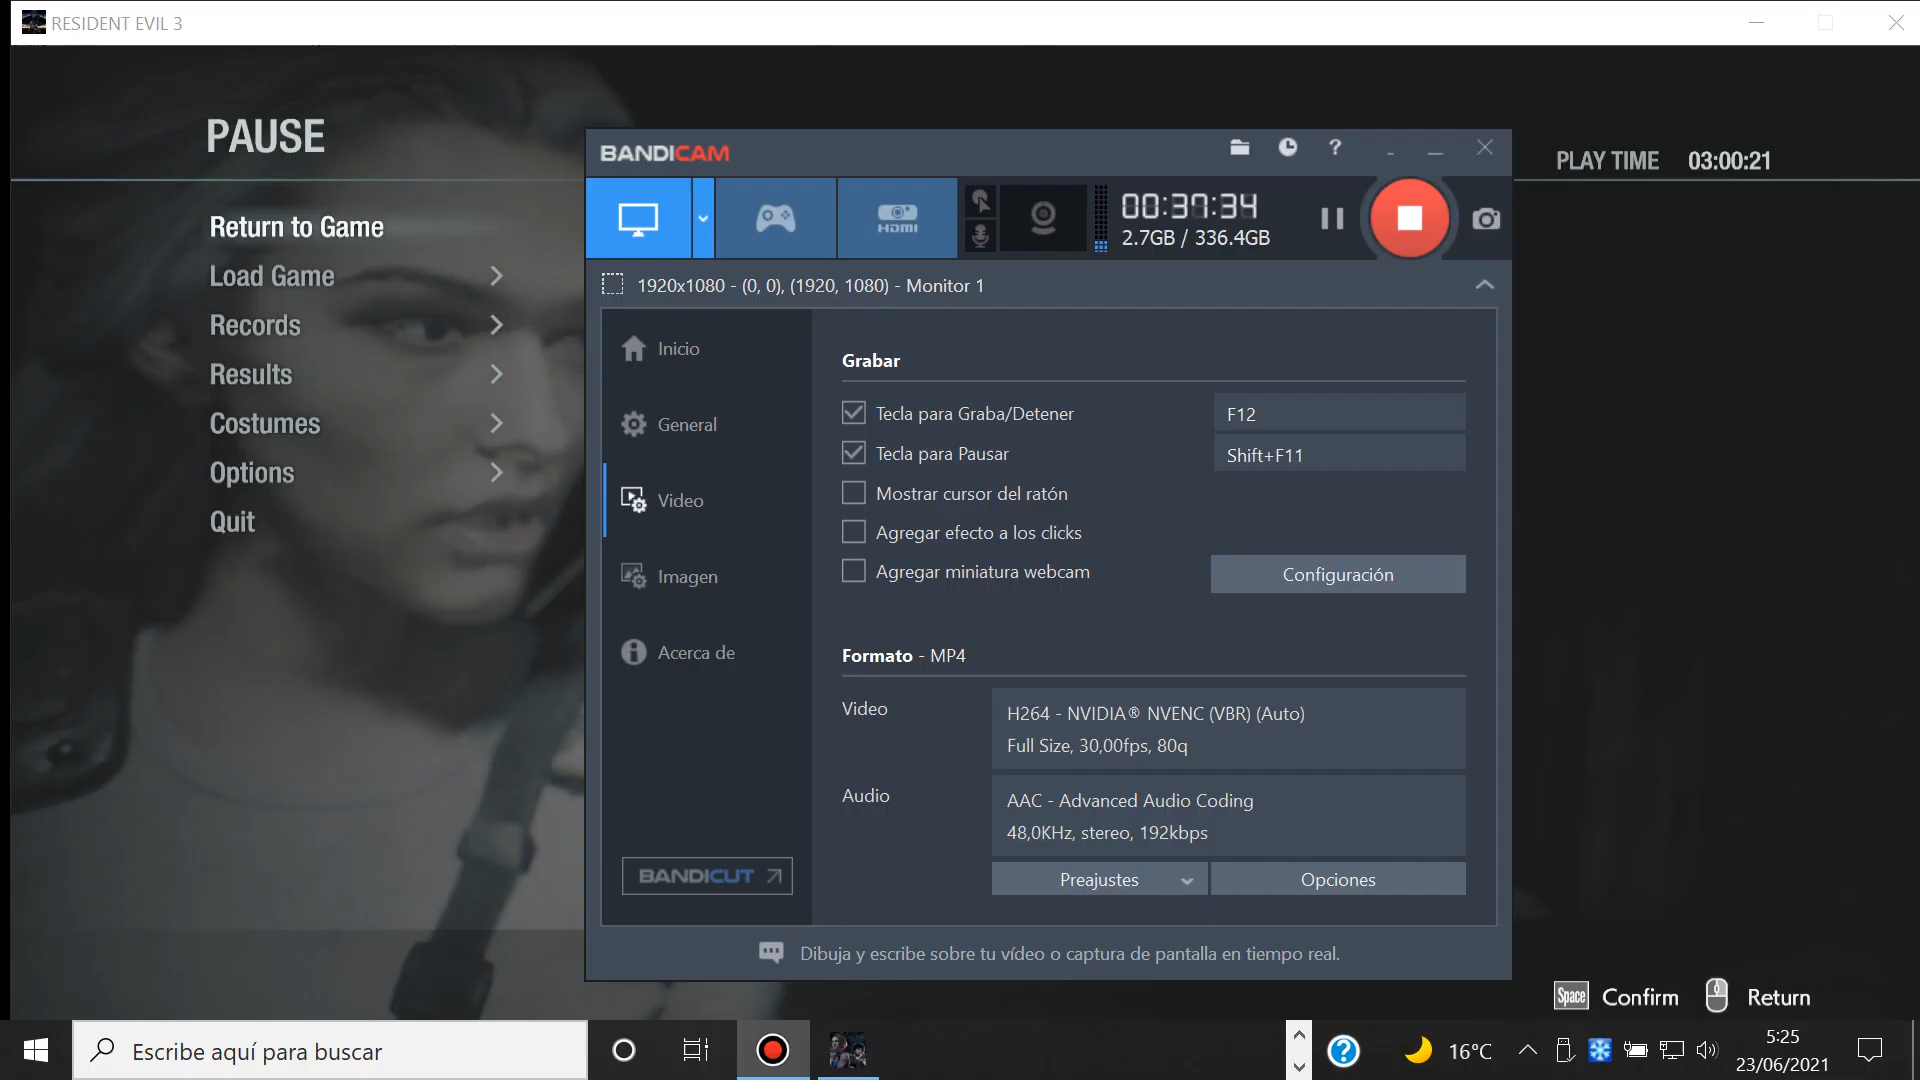 RESIDENT EVIL 3
PAUSE
PLAY TIME 03:00:21
Return to Game
Load Game
Records
Results
Costumes
Options
Quit
BANDICAM
?
HDMI
00:37:34
2.7GB / 336.4GB
1920x1080 - (0, 0), (1920, 1080) - Monitor 1
Inicio
General
Video
Imagen
Acerca de
BANDICUT
Grabar
Tecla para Graba/Detener F12
Tecla para Pausar Shift+F11
Mostrar cursor del ratón
Agregar efecto a los clicks
Agregar miniatura webcam Configuración
Formato - MP4
Video H264 - NVIDIA® NVENC (VBR) (Auto)
Full Size, 30,00fps, 80q
Audio AAC - Advanced Audio Coding
48,0KHz, stereo, 192kbps
Preajustes Opciones
Dibuja y escribe sobre tu vídeo o captura de pantalla en tiempo real.
Space Confirm Return
Escribe aquí para buscar
?
16°C
5:25
23/06/2021